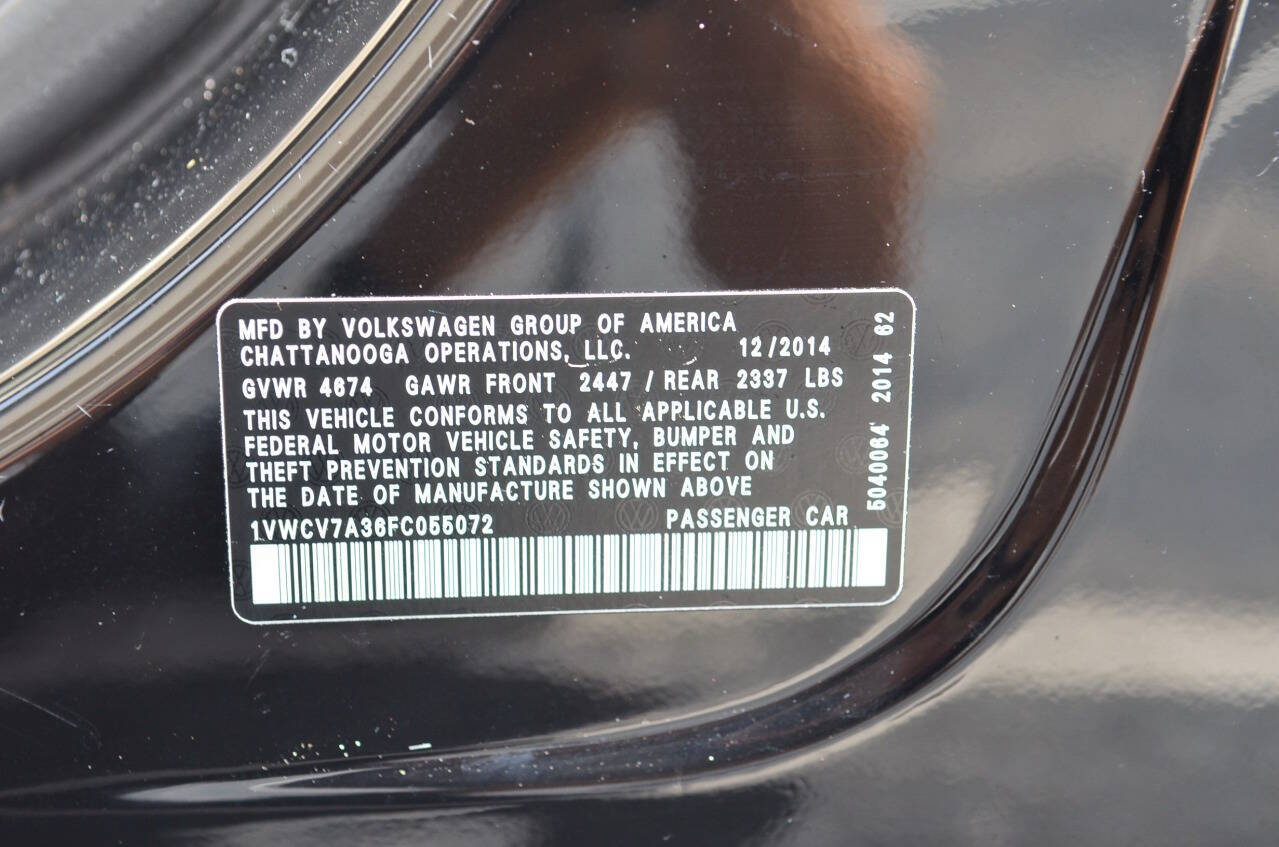 MFD BY VOLKSWAGEN GROUP OF AMERICA
CHATTANOOGA OPERATIONS, LLC. 12/2014
GVWR 4674 GAWR FRONT 2447 / REAR 2337 LBS
THIS VEHICLE CONFORMS TO ALL APPLICABLE U.S.
FEDERAL MOTOR VEHICLE SAFETY, BUMPER AND
THEFT PREVENTION STANDARDS IN EFFECT ON
THE DATE OF MANUFACTURE SHOWN ABOVE
1VWCV7A36FC055072 PASSENGER CAR
5040064 2014 62